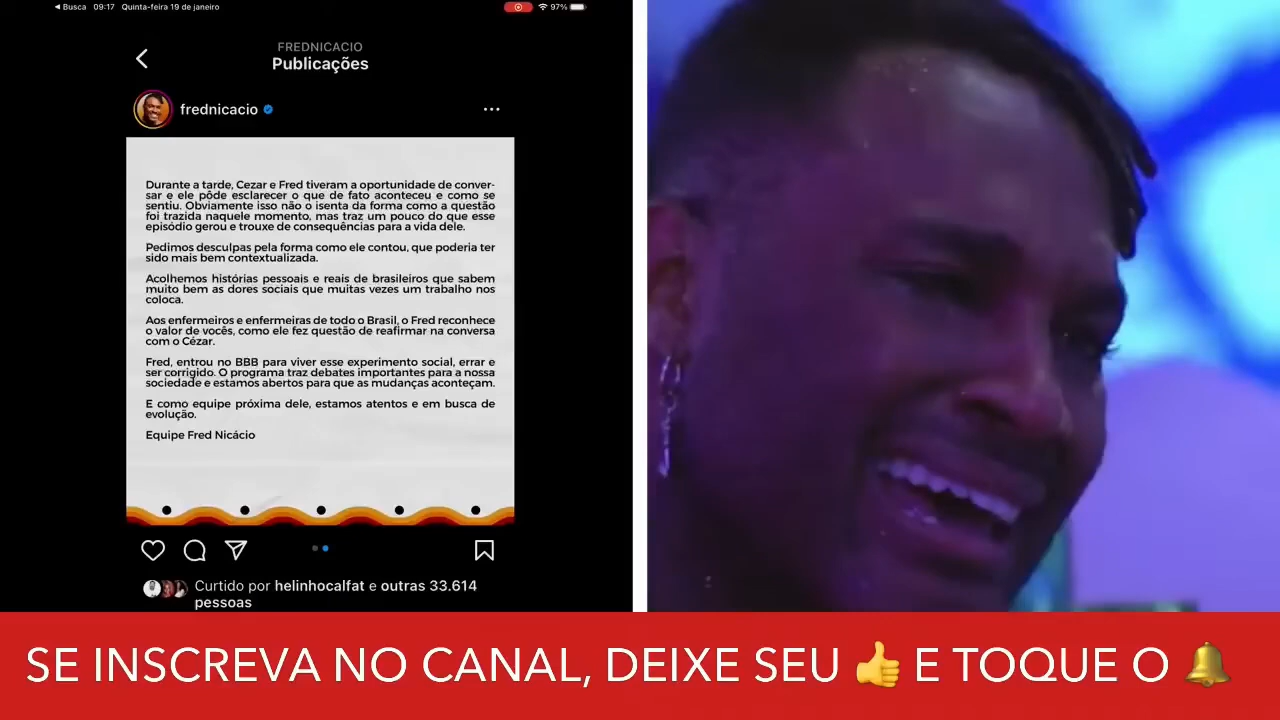 Busca 09:17 Quinta-feira 19 de janeiro
97%
FREDNICACIO
Publicações
frednicacio
Durante a tarde, Cezar e Fred tiveram a oportunidade de conver-
sar e ele pôde esclarecer o que de fato aconteceu e como se
sentiu. Obviamente isso não o isenta da forma como a questão
foi trazida naquele momento, mas traz um pouco do que esse
episódio gerou e trouxe de consequências para a vida dele.
Pedimos desculpas pela forma como ele contou, que poderia ter
sido mais bem contextualizada.
Acolhemos histórias pessoais e reais de brasileiros que sabem
muito bem as dores sociais que muitas vezes um trabalho nos
coloca.
Aos enfermeiros e enfermeiras de todo o Brasil, o Fred reconhece
o valor de vocês, como ele fez questão de reafirmar na conversa
com o Cézar.
Fred, entrou no BBB para viver esse experimento social, errar e
ser corrigido. O programa traz debates importantes para a nossa
sociedade e estamos abertos para que as mudanças aconteçam.
E como equipe próxima dele, estamos atentos e em busca de
evolução.
Equipe Fred Nicácio
Curtido por helinhocalfat e outras 33.614
pessoas
SE INSCREVA NO CANAL, DEIXE SEU 👍 E TOQUE O 🔔